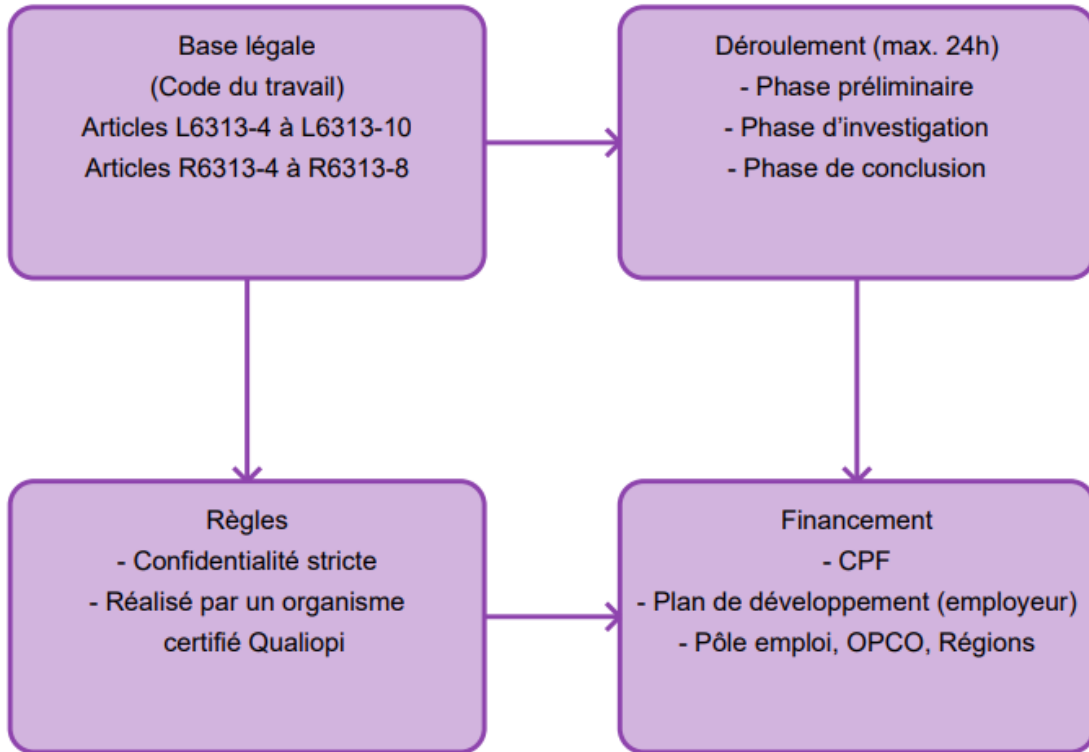 Base légale
(Code du travail)
Articles L6313-4 à L6313-10
Articles R6313-4 à R6313-8
Déroulement (max. 24h)
- Phase préliminaire
- Phase d’investigation
- Phase de conclusion
Règles
- Confidentialité stricte
- Réalisé par un organisme
certifié Qualiopi
Financement
- CPF
- Plan de développement (employeur)
- Pôle emploi, OPCO, Régions